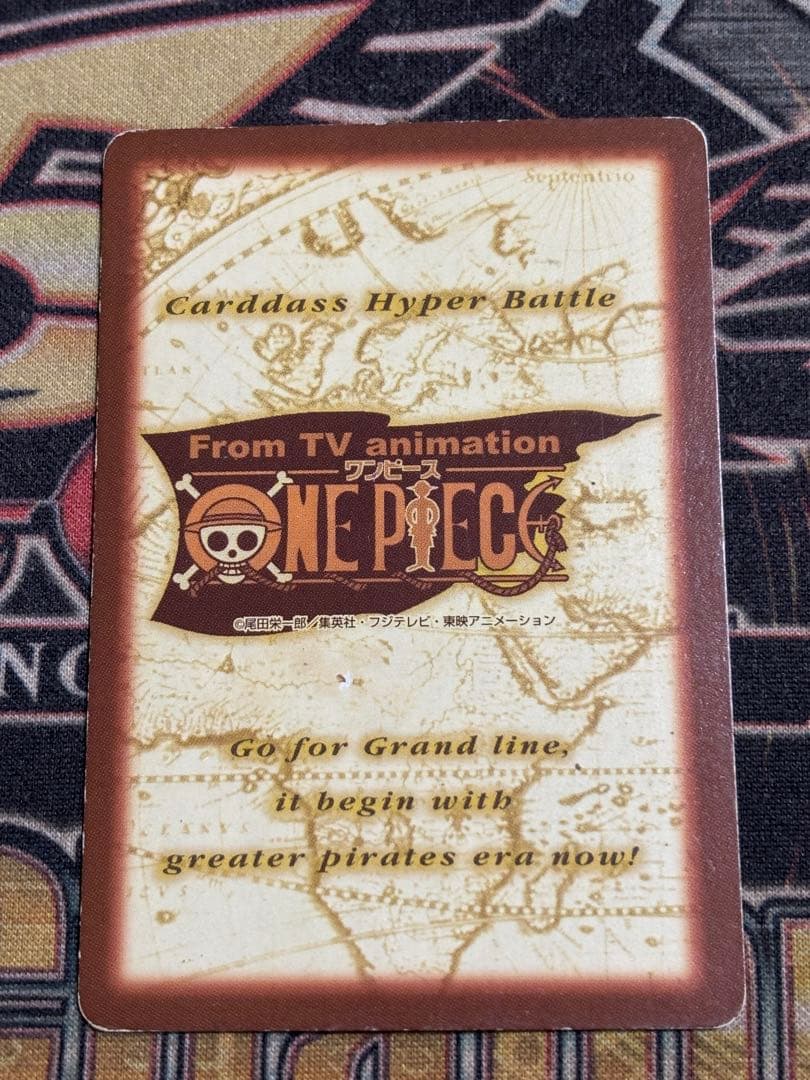 Septentrio
Carddass Hyper Battle
From TV animation
ワンピース
ONE PIECE
©尾田栄一郎／集英社・フジテレビ・東映アニメーション
Go for Grand line,
it begin with
greater pirates era now!